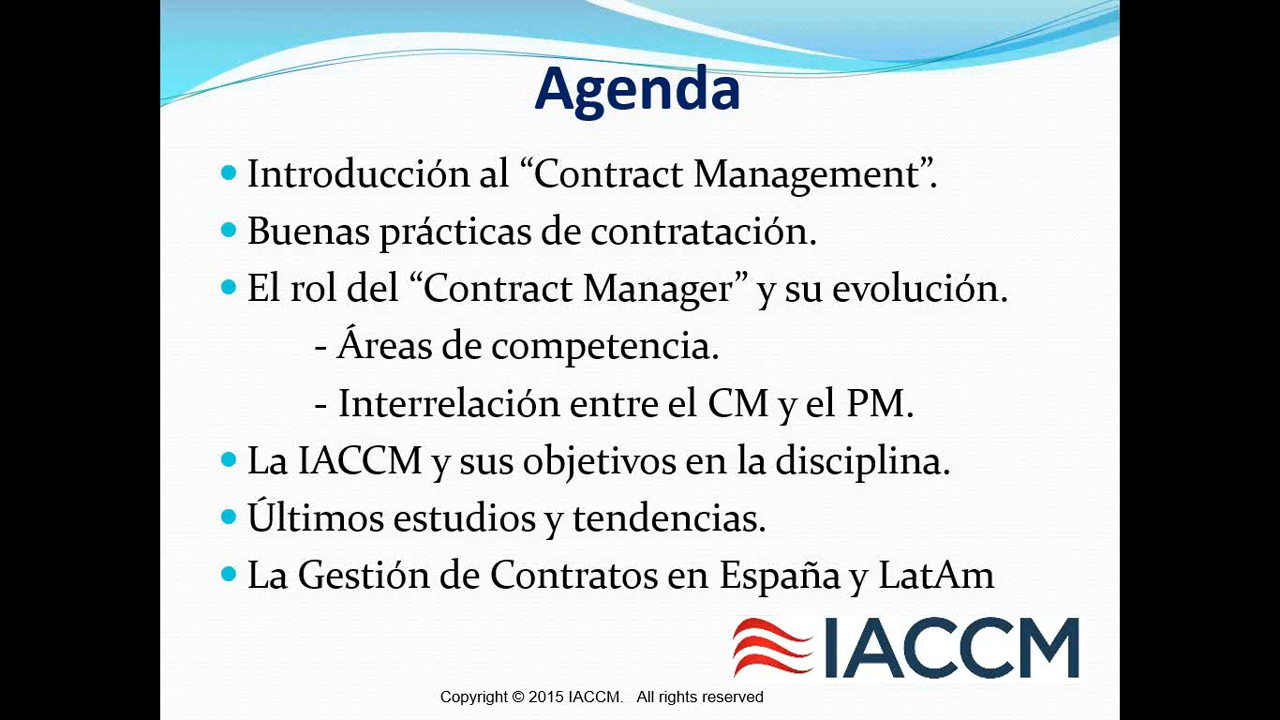 Agenda
• Introducción al “Contract Management”.
• Buenas prácticas de contratación.
• El rol del “Contract Manager” y su evolución.
- Áreas de competencia.
- Interrelación entre el CM y el PM.
• La IACCM y sus objetivos en la disciplina.
• Últimos estudios y tendencias.
• La Gestión de Contratos en España y LatAm
IACCM
Copyright © 2015 IACCM. All rights reserved